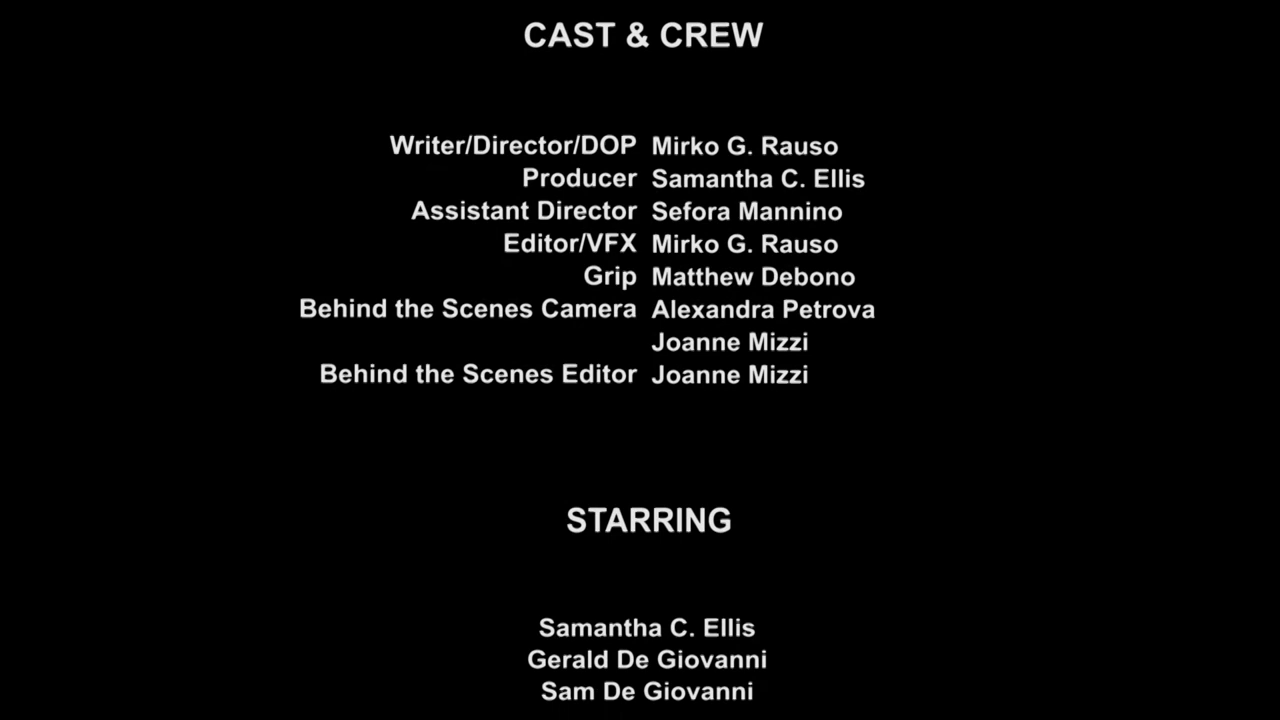 CAST & CREW
Writer/Director/DOP Mirko G. Rauso
Producer Samantha C. Ellis
Assistant Director Sefora Mannino
Editor/VFX Mirko G. Rauso
Grip Matthew Debono
Behind the Scenes Camera Alexandra Petrova
Joanne Mizzi
Behind the Scenes Editor Joanne Mizzi
STARRING
Samantha C. Ellis
Gerald De Giovanni
Sam De Giovanni